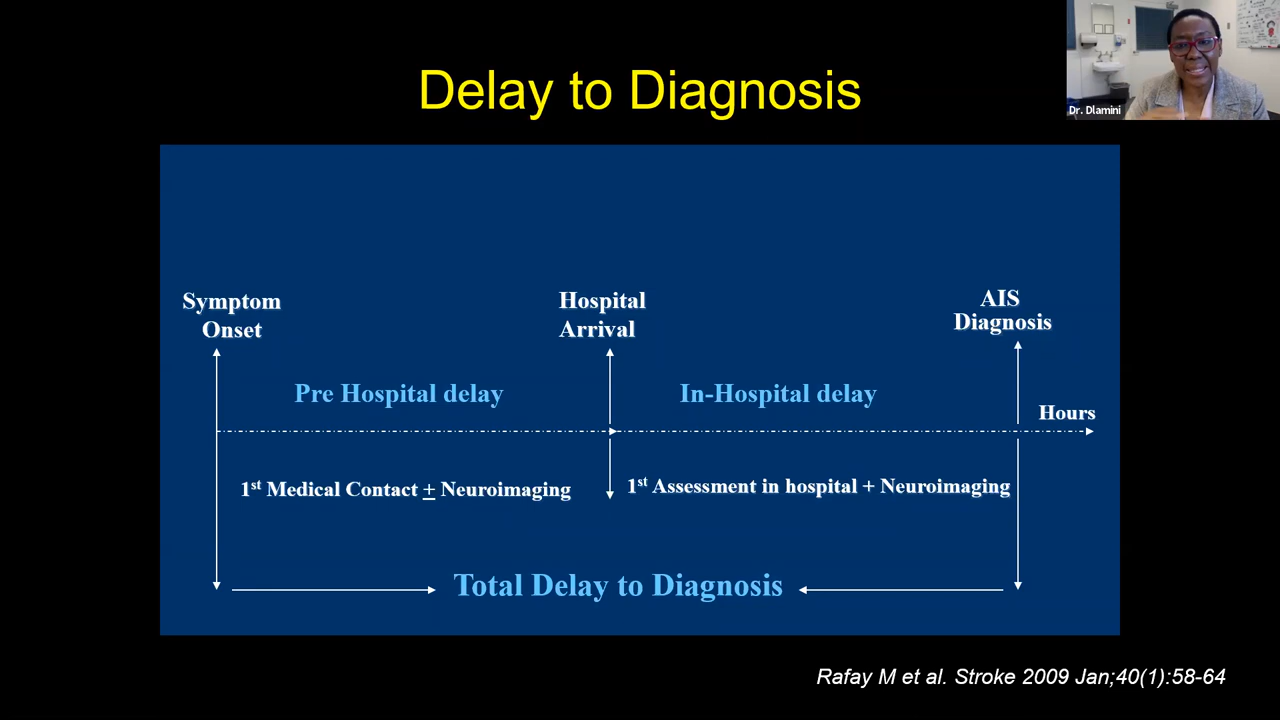 Dr. Dlamini
Delay to Diagnosis
Symptom
Onset
Hospital
Arrival
AIS
Diagnosis
Pre Hospital delay
In-Hospital delay
Hours
1st Medical Contact ± Neuroimaging
1st Assessment in hospital + Neuroimaging
Total Delay to Diagnosis
Rafay M et al. Stroke 2009 Jan;40(1):58-64